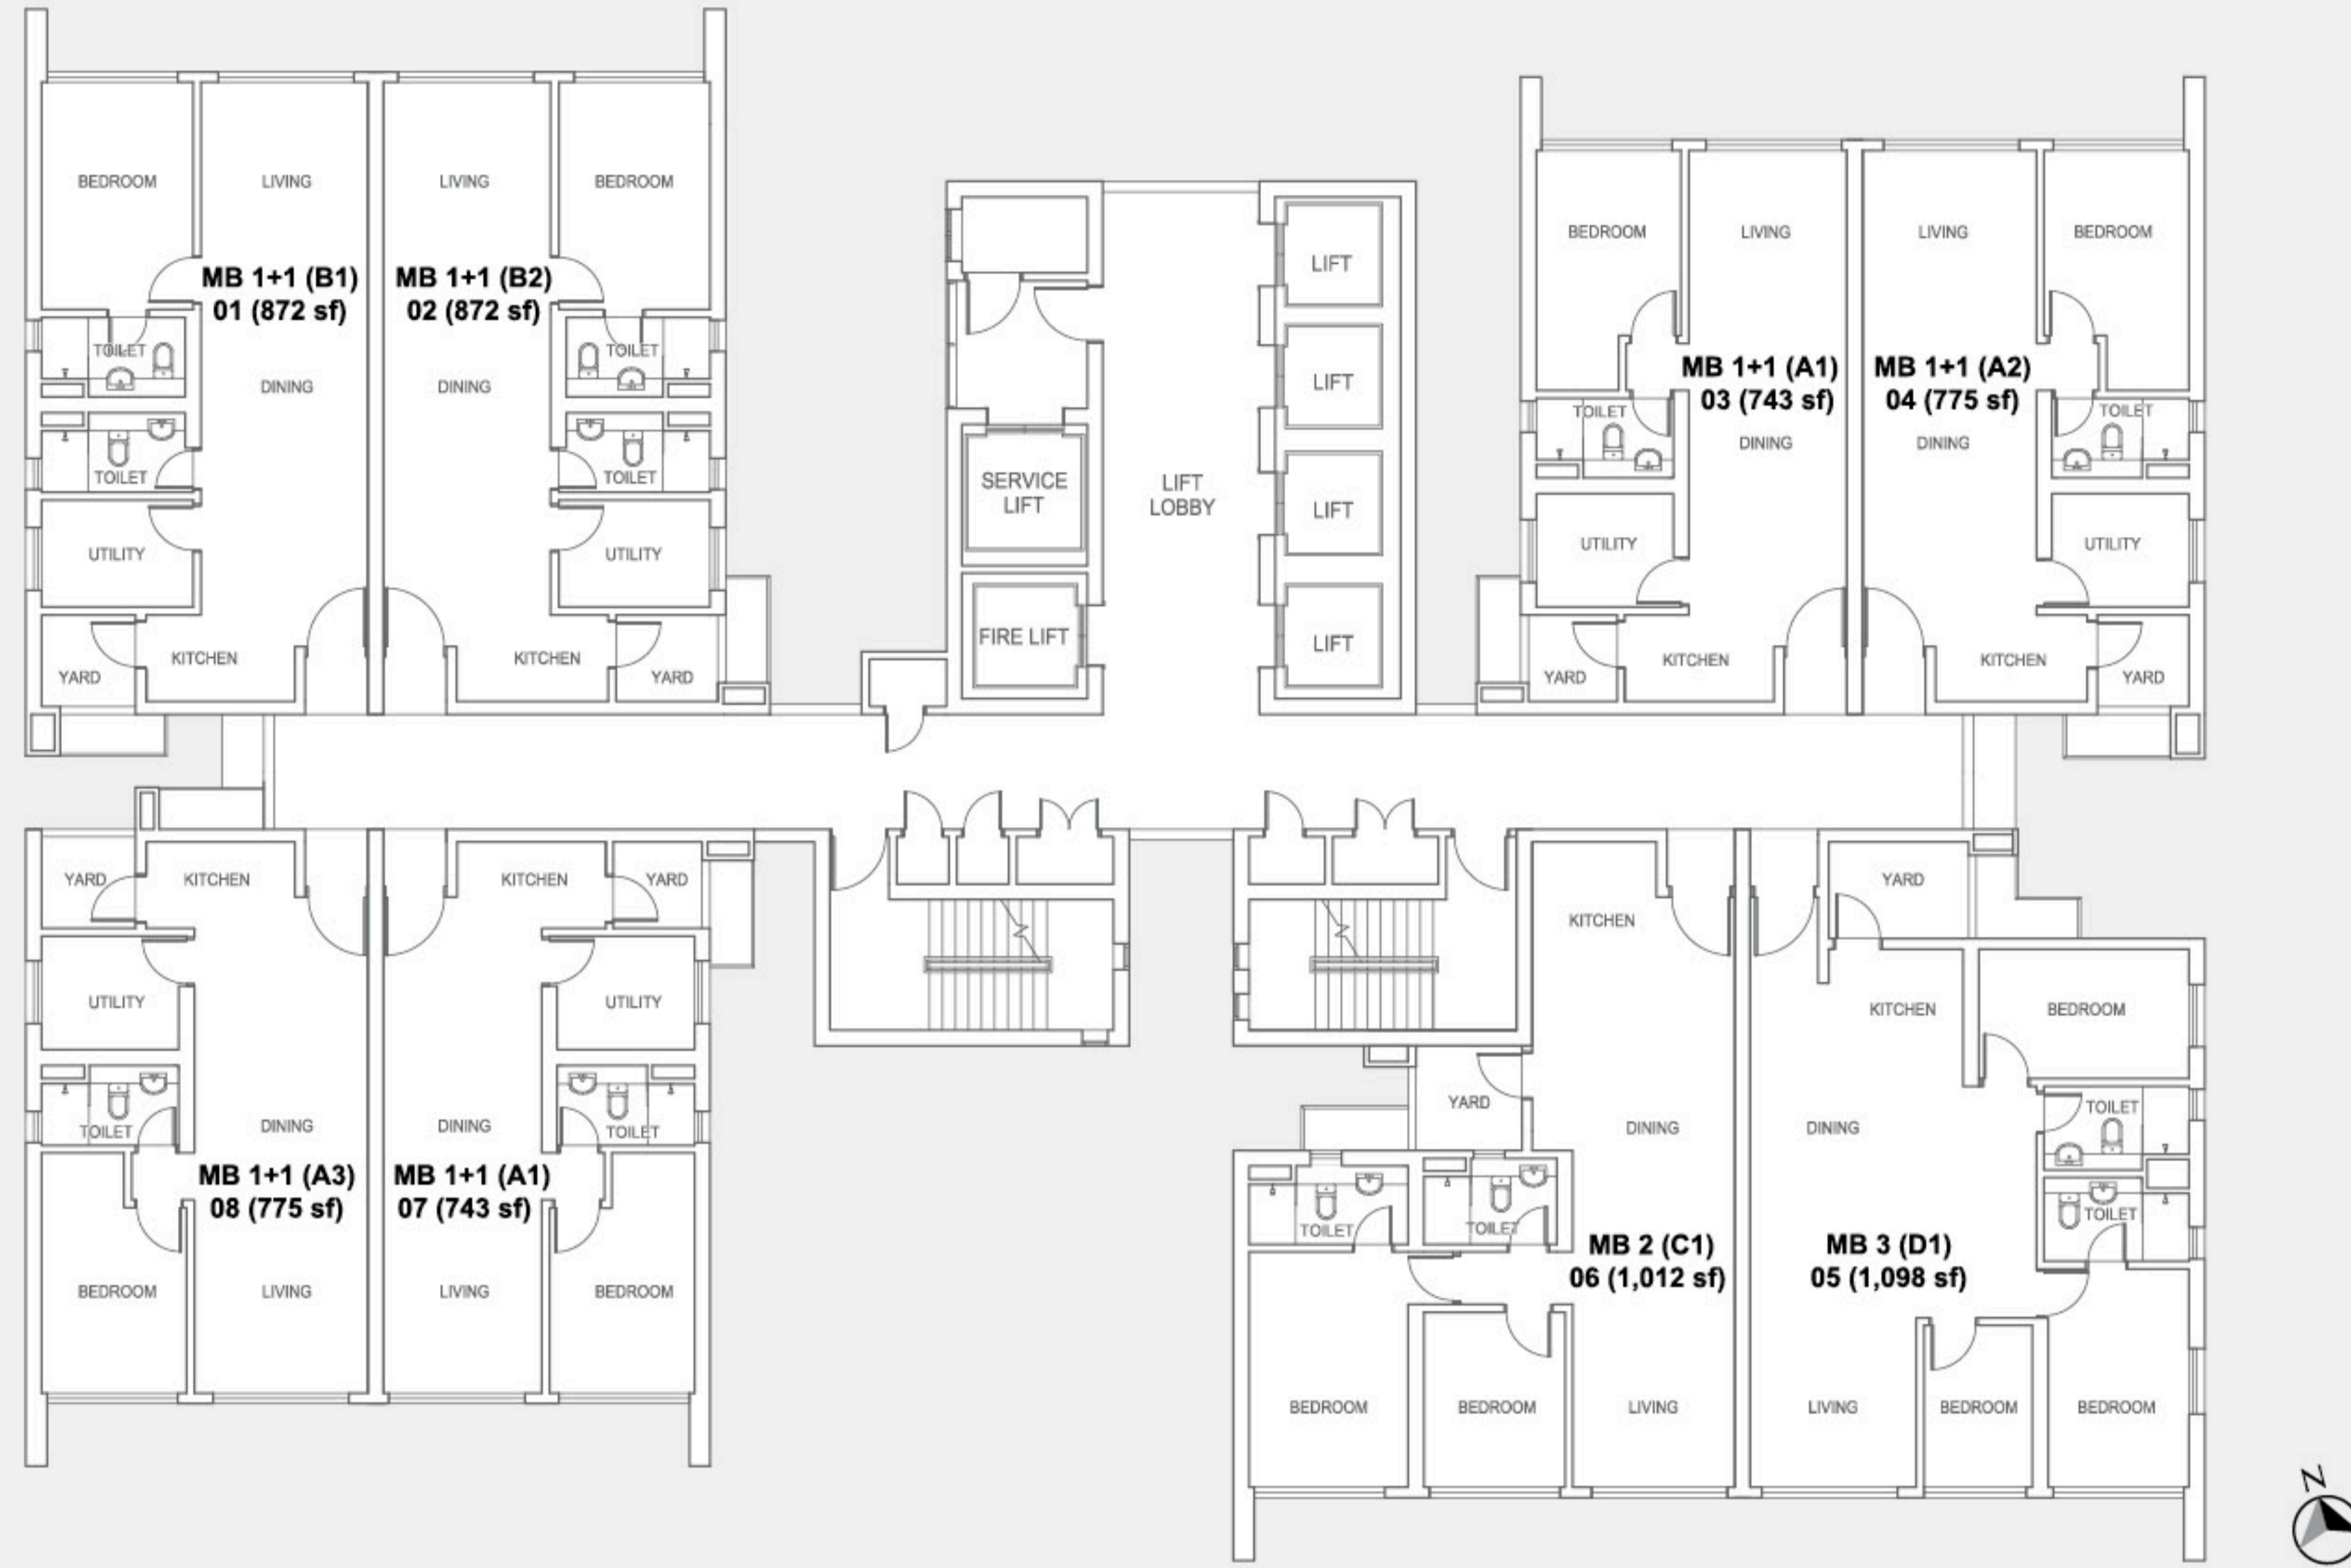 BEDROOM
LIVING
LIVING
BEDROOM
MB 1+1 (B1)
01 (872 sf)
MB 1+1 (B2)
02 (872 sf)
TOILET
TOILET
DINING
DINING
TOILET
TOILET
UTILITY
UTILITY
YARD
KITCHEN
KITCHEN
YARD
SERVICE
LIFT
FIRE LIFT
LIFT
LOBBY
LIFT
LIFT
LIFT
LIFT
BEDROOM
LIVING
LIVING
BEDROOM
MB 1+1 (A1)
03 (743 sf)
MB 1+1 (A2)
04 (775 sf)
TOILET
TOILET
DINING
DINING
UTILITY
UTILITY
YARD
KITCHEN
KITCHEN
YARD
YARD
KITCHEN
KITCHEN
YARD
UTILITY
UTILITY
TOILET
DINING
DINING
TOILET
MB 1+1 (A3)
08 (775 sf)
MB 1+1 (A1)
07 (743 sf)
BEDROOM
LIVING
LIVING
BEDROOM
KITCHEN
YARD
KITCHEN
BEDROOM
YARD
DINING
DINING
TOILET
TOILET
TOILET
TOILET
MB 2 (C1)
06 (1,012 sf)
MB 3 (D1)
05 (1,098 sf)
BEDROOM
BEDROOM
LIVING
LIVING
BEDROOM
BEDROOM
N